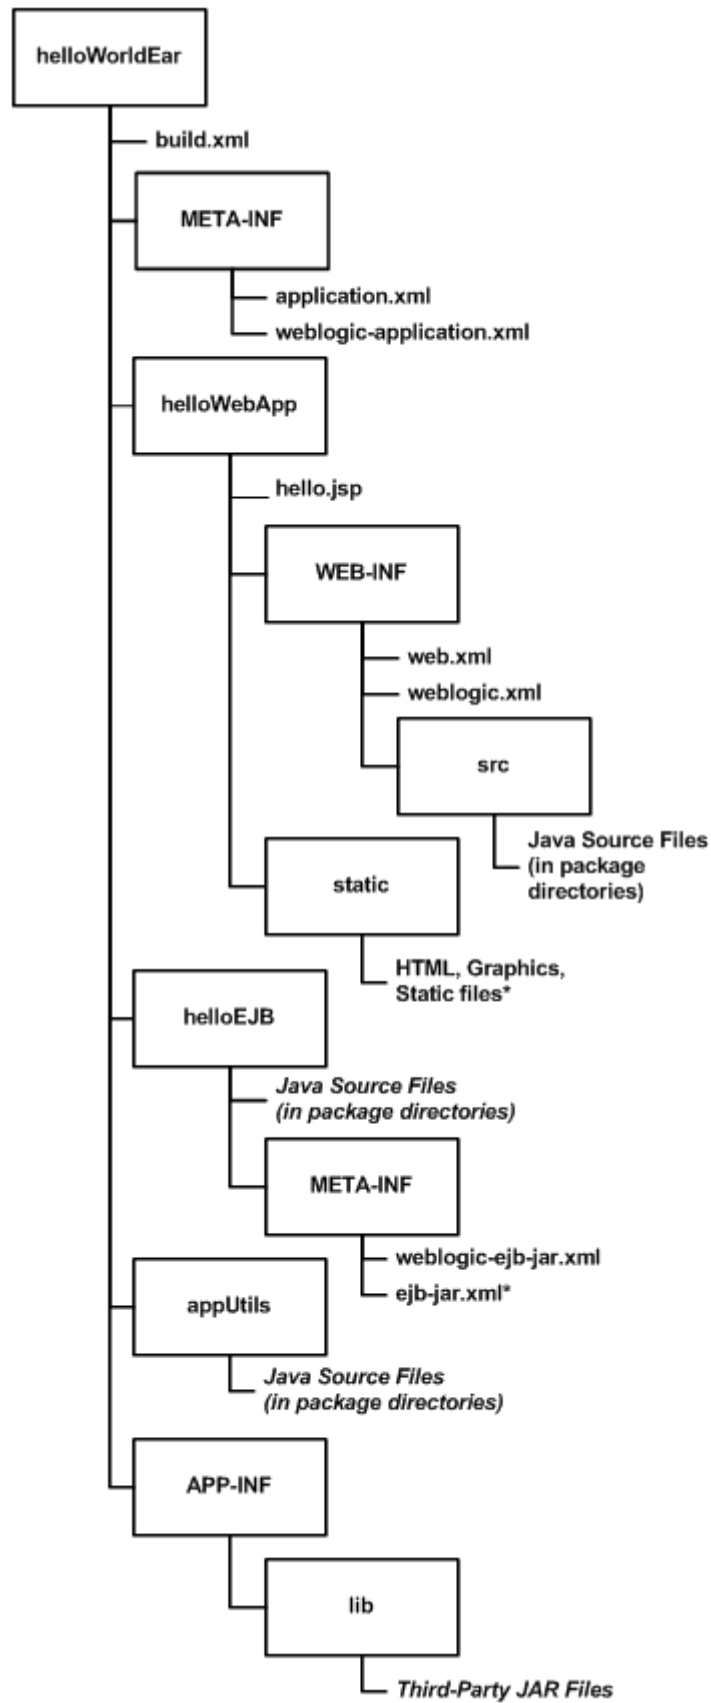 helloWorldEar
build.xml
META-INF
application.xml
weblogic-application.xml
helloWebApp
hello.jsp
WEB-INF
web.xml
weblogic.xml
src
Java Source Files
(in package
directories)
static
HTML, Graphics,
Static files*
helloEJB
Java Source Files
(in package directories)
META-INF
weblogic-ejb-jar.xml
ejb-jar.xml*
appUtils
Java Source Files
(in package directories)
APP-INF
lib
Third-Party JAR Files